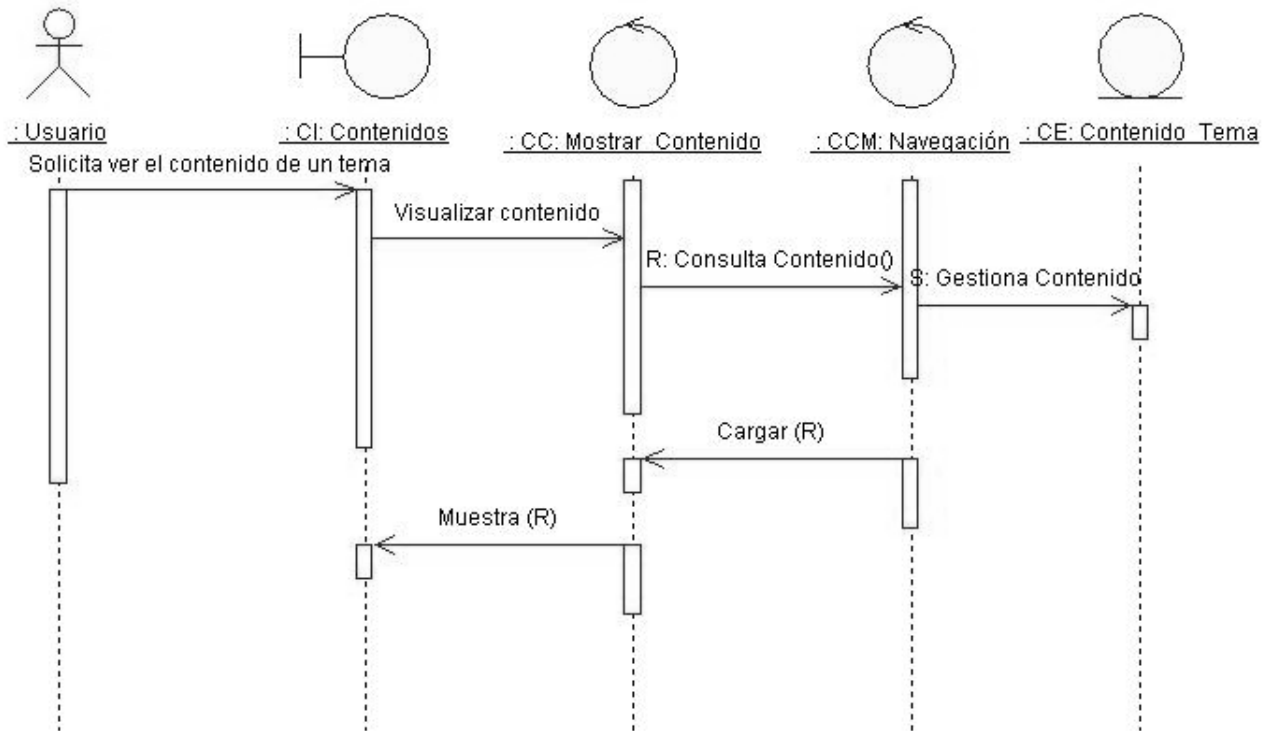 : Usuario
: CI: Contenidos
: CC: Mostrar_Contenido
: CCM: Navegación
: CE: Contenido_Tema
Solicita ver el contenido de un tema
Visualizar contenido
R: Consulta Contenido()
S: Gestiona Contenido
Cargar (R)
Muestra (R)